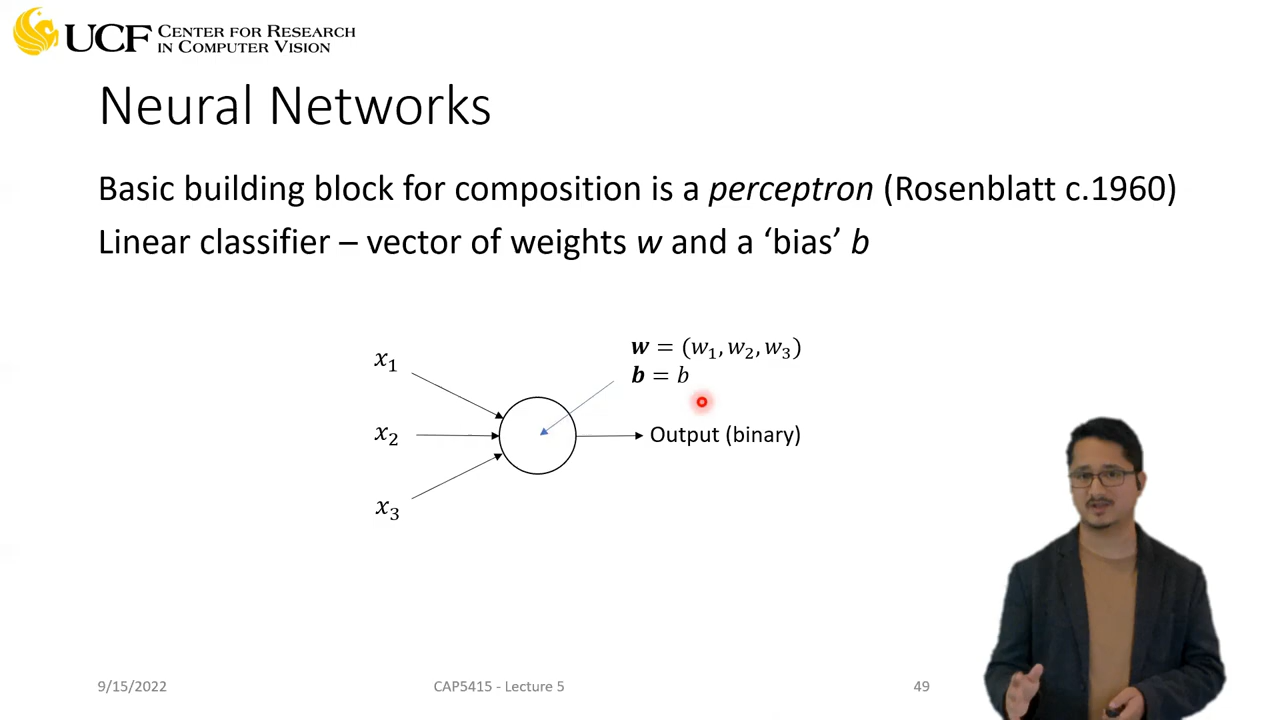 UCF CENTER FOR RESEARCH
IN COMPUTER VISION
Neural Networks
Basic building block for composition is a perceptron (Rosenblatt c.1960)
Linear classifier – vector of weights w and a ‘bias’ b
x₁
x₂
x₃
w = (w₁, w₂, w₃)
b = b
Output (binary)
9/15/2022
CAP5415 - Lecture 5
49